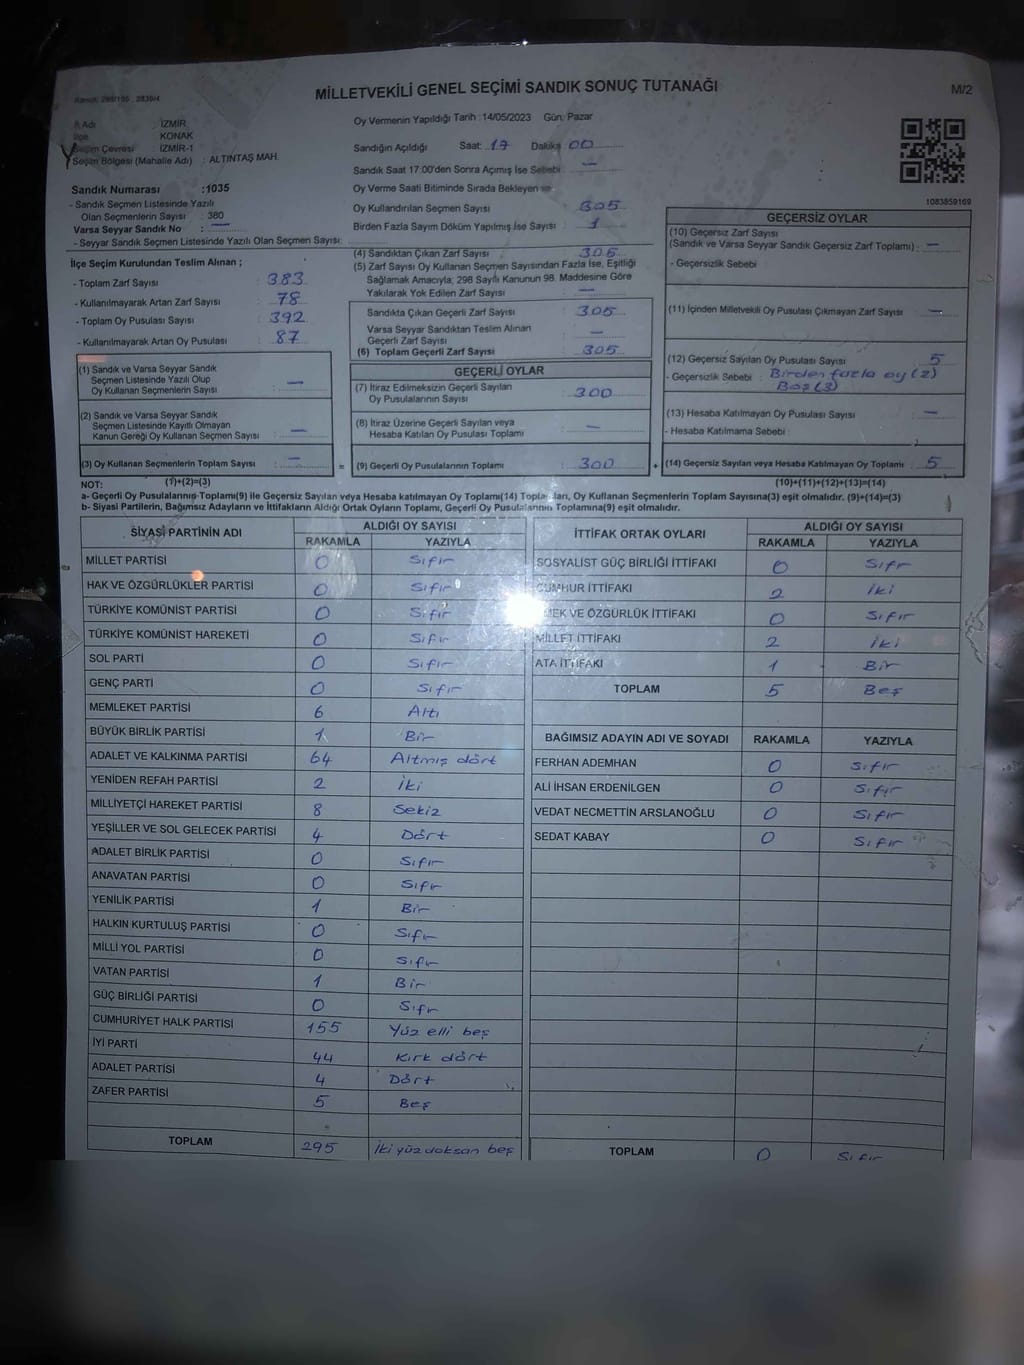 MİLLETVEKİLİ GENEL SEÇİMİ SANDIK SONUÇ TUTANAĞI
M/2
İl Adı : İZMİR
İlçe : KONAK
Seçim Çevresi : İZMİR-1
Seçim Bölgesi (Mahalle Adı) : ALTINTAŞ MAH.
Sandık Numarası : 1035
- Sandık Seçmen Listesinde Yazılı
Olan Seçmenlerin Sayısı : 380
Varsa Seyyar Sandık No : —
- Seyyar Sandık Seçmen Listesinde Yazılı Olan Seçmen Sayısı:
Oy Vermenin Yapıldığı Tarih : 14/05/2023 Gün: Pazar
Sandığın Açıldığı Saat: 17 Dakika 00
Sandık Saat 17:00'den Sonra Açımış İse Sebebi : —
Oy Verme Saati Bitiminde Sırada Bekleyen
Oy Kullandırılan Seçmen Sayısı 305
Birden Fazla Sayım Döküm Yapılmış İse Sayısı : 1
1083859169
İlçe Seçim Kurulundan Teslim Alınan ;
- Toplam Zarf Sayısı : 383
- Kullanılmayarak Artan Zarf Sayısı : 78
- Toplam Oy Pusulası Sayısı : 392
- Kullanılmayarak Artan Oy Pusulası : 87
(4) Sandıktan Çıkan Zarf Sayısı : 305
(5) Zarf Sayısı Oy Kullanan Seçmen Sayısından Fazla İse, Eşitliği
Sağlamak Amacıyla; 298 Sayılı Kanunun 98. Maddesine Göre
Yakılarak Yok Edilen Zarf Sayısı : —
Sandıkta Çıkan Geçerli Zarf Sayısı : 305
Varsa Seyyar Sandıktan Teslim Alınan
Geçerli Zarf Sayısı : —
(6) Toplam Geçerli Zarf Sayısı : 305
GEÇERSİZ OYLAR
(10) Geçersiz Zarf Sayısı
(Sandık ve Varsa Seyyar Sandık Geçersiz Zarf Toplamı) : —
- Geçersizlik Sebebi :
(11) İçinden Milletvekili Oy Pusulası Çıkmayan Zarf Sayısı : —
(12) Geçersiz Sayılan Oy Pusulası Sayısı : 5
- Geçersizlik Sebebi : Birden fazla oy (2)
Boş (3)
(13) Hesaba Katılmayan Oy Pusulası Sayısı : —
- Hesaba Katılmama Sebebi :
(14) Geçersiz Sayılan veya Hesaba Katılmayan Oy Toplamı : 5
(10)+(11)+(12)+(13)=(14)
(1) Sandık ve Varsa Seyyar Sandık
Seçmen Listesinde Yazılı Olup
Oy Kullanan Seçmenlerin Sayısı : —
(2) Sandık ve Varsa Seyyar Sandık
Seçmen Listesinde Kayıtlı Olmayan
Kanun Gereği Oy Kullanan Seçmen Sayısı : —
(3) Oy Kullanan Seçmenlerin Toplam Sayısı : —
(1)+(2)=(3)
GEÇERLİ OYLAR
(7) İtiraz Edilmeksizin Geçerli Sayılan
Oy Pusulalarının Sayısı : 300
(8) İtiraz Üzerine Geçerli Sayılan veya
Hesaba Katılan Oy Pusulası Toplamı : —
= (9) Geçerli Oy Pusulalarının Toplamı : 300 +
NOT:
a- Geçerli Oy Pusulasının Toplamı(9) ile Geçersiz Sayılan veya Hesaba katılmayan Oy Toplamı(14) Toplamları, Oy Kullanan Seçmenlerin Toplam Sayısına(3) eşit olmalıdır. (9)+(14)=(3)
b- Siyasi Partilerin, Bağımsız Adayların ve İttifakların Aldığı Ortak Oyların Toplamı, Geçerli Oy Pusulalarının Toplamına(9) eşit olmalıdır.
SİYASİ PARTİNİN ADI ALDIĞI OY SAYISI
RAKAMLA YAZIYLA
MİLLET PARTİSİ 0 Sıfır
HAK VE ÖZGÜRLÜKLER PARTİSİ 0 Sıfır
TÜRKİYE KOMÜNİST PARTİSİ 0 Sıfır
TÜRKİYE KOMÜNİST HAREKETİ 0 Sıfır
SOL PARTİ 0 Sıfır
GENÇ PARTİ 0 Sıfır
MEMLEKET PARTİSİ 6 Altı
BÜYÜK BİRLİK PARTİSİ 1 Bir
ADALET VE KALKINMA PARTİSİ 64 Altmış dört
YENİDEN REFAH PARTİSİ 2 İki
MİLLİYETÇİ HAREKET PARTİSİ 8 Sekiz
YEŞİLLER VE SOL GELECEK PARTİSİ 4 Dört
ADALET BİRLİK PARTİSİ 0 Sıfır
ANAVATAN PARTİSİ 0 Sıfır
YENİLİK PARTİSİ 1 Bir
HALKIN KURTULUŞ PARTİSİ 0 Sıfır
MİLLİ YOL PARTİSİ 0 Sıfır
VATAN PARTİSİ 1 Bir
GÜÇ BİRLİĞİ PARTİSİ 0 Sıfır
CUMHURİYET HALK PARTİSİ 155 Yüz elli beş
İYİ PARTİ 44 Kırk dört
ADALET PARTİSİ 4 Dört
ZAFER PARTİSİ 5 Beş
TOPLAM 295 İki yüz doksan beş
İTTİFAK ORTAK OYLARI ALDIĞI OY SAYISI
RAKAMLA YAZIYLA
SOSYALİST GÜÇ BİRLİĞİ İTTİFAKI 0 Sıfır
CUMHUR İTTİFAKI 2 İki
EMEK VE ÖZGÜRLÜK İTTİFAKI 0 Sıfır
MİLLET İTTİFAKI 2 İki
ATA İTTİFAKI 1 Bir
TOPLAM 5 Beş
BAĞIMSIZ ADAYIN ADI VE SOYADI RAKAMLA YAZIYLA
FERHAN ADEMHAN 0 Sıfır
ALİ İHSAN ERDENİLGEN 0 Sıfır
VEDAT NECMETTİN ARSLANOĞLU 0 Sıfır
SEDAT KABAY 0 Sıfır
TOPLAM 0 Sıfır